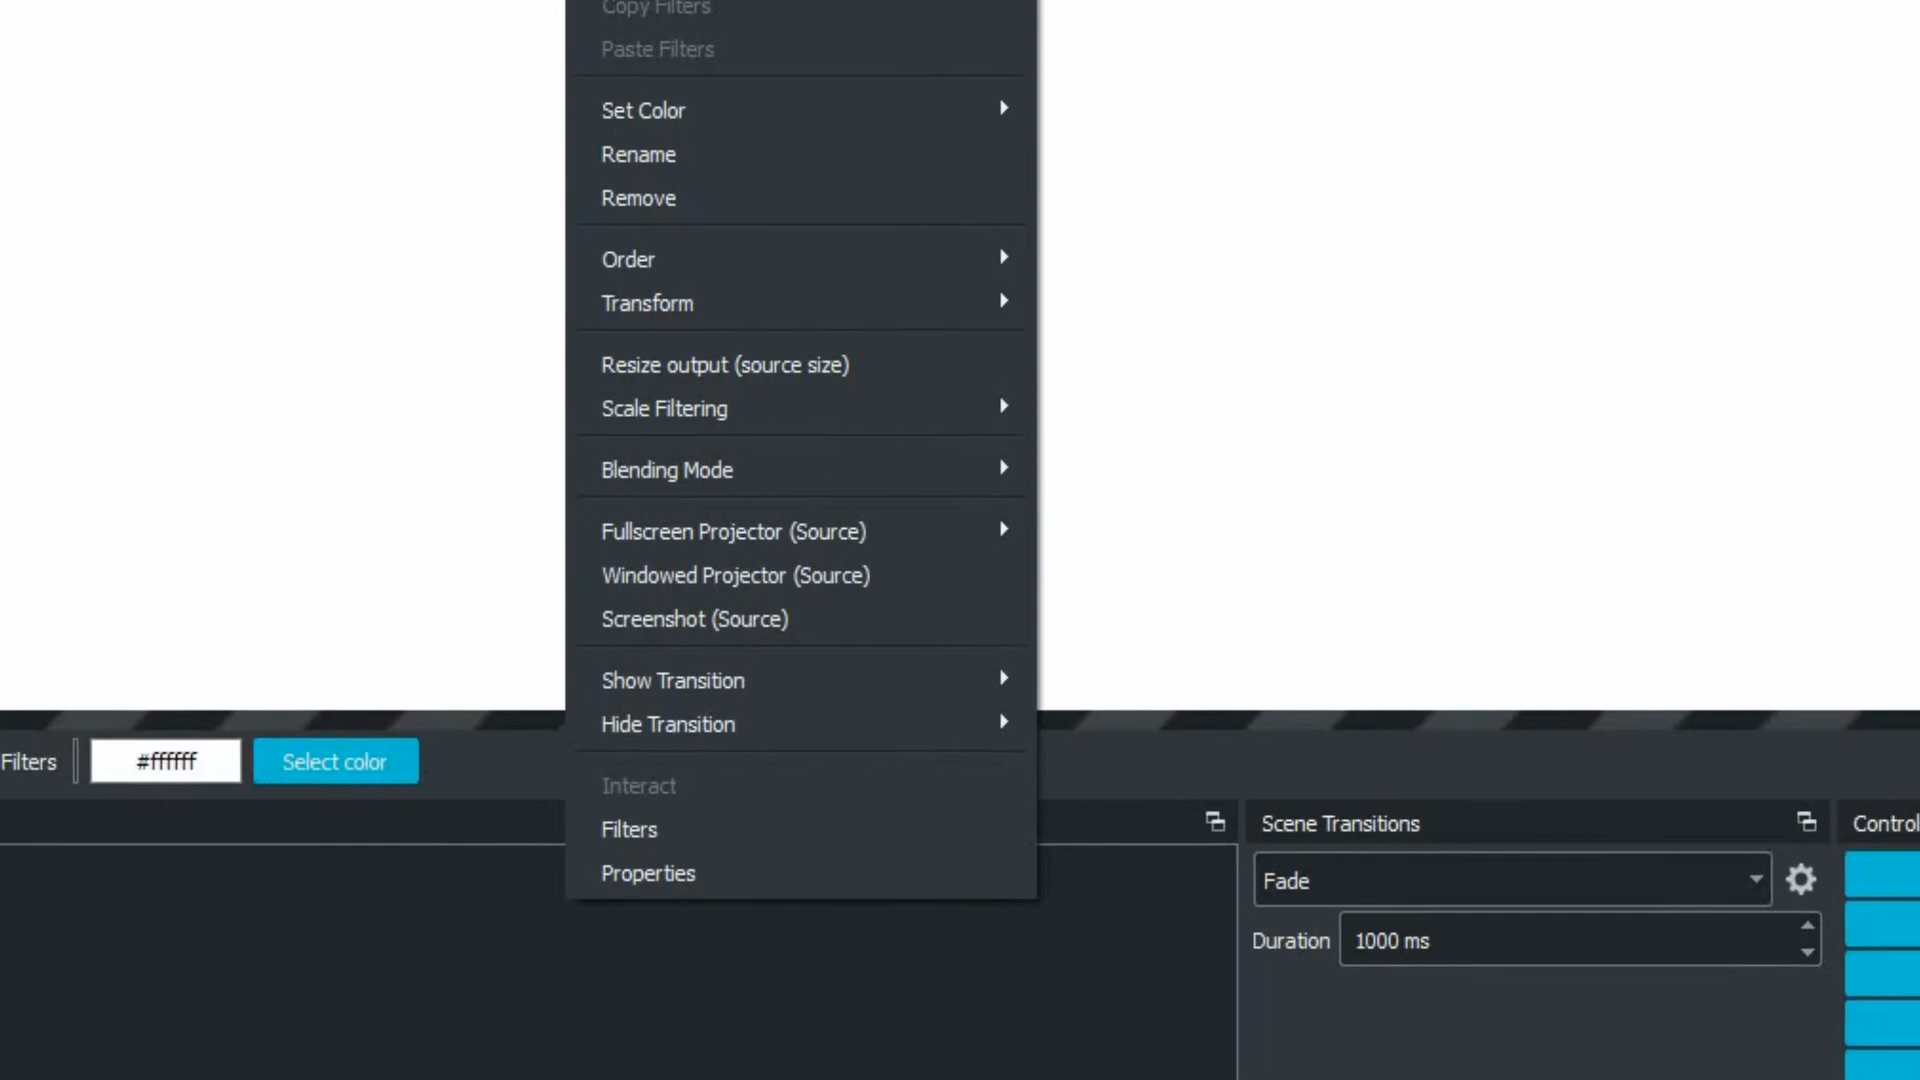 Copy Filters
Paste Filters
Set Color
Rename
Remove
Order
Transform
Resize output (source size)
Scale Filtering
Blending Mode
Fullscreen Projector (Source)
Windowed Projector (Source)
Screenshot (Source)
Show Transition
Hide Transition
Interact
Filters
Properties
Filters
#ffffff
Select color
Scene Transitions
Fade
Duration
1000 ms
Control